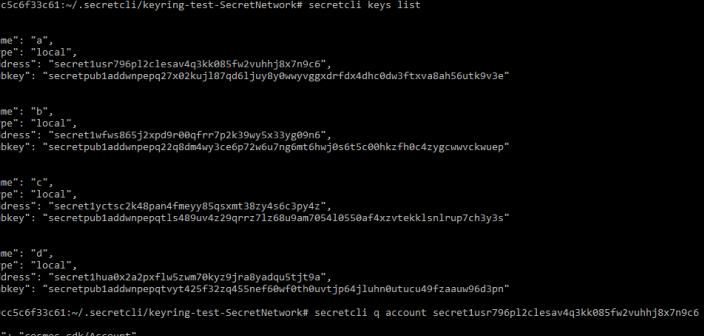 c5c6f33c61:~/.secretcli/keyring-test-SecretNetwork# secretcli keys list
me": "a",
pe": "local",
dress": "secret1usr796pl2clesav4q3kk085fw2vuhhj8x7n9c6",
bkey": "secretpub1addwnpepq27x02kujl87qd6ljuy8y0wwyvggxdrfdx4dhc0dw3ftxva8ah56utk9v3e"
me": "b",
pe": "local",
dress": "secret1wfws865j2xpd9r00qfrr7p2k39wy5x33yg09n6",
bkey": "secretpub1addwnpepq22q8dm4wy3ce6p72w6u7ng6mt6hwj0s6t5c00hkzfh0c4zygcwwvckwuep"
me": "c",
pe": "local",
dress": "secret1yctsc2k48pan4fmeyy85qsxmt38zy4s6c3py4z",
bkey": "secretpub1addwnpepqtls489uv4z29qrrz7lz68u9am7054l0550af4xzvtekklsnlrup7ch3y3s"
me": "d",
pe": "local",
dress": "secret1hua0x2a2pxflw5zwm70kyz9jra8yadqu5tjt9a",
bkey": "secretpub1addwnpepqtvyt425f32zq455nef60wf0th0uvtjp64jluhn0utucu49fzaauw96d3pn"
cc5c6f33c61:~/.secretcli/keyring-test-SecretNetwork# secretcli q account secret1usr796pl2clesav4q3kk085fw2vuhhj8x7n9c6
": "cosmos-sdk/Account"